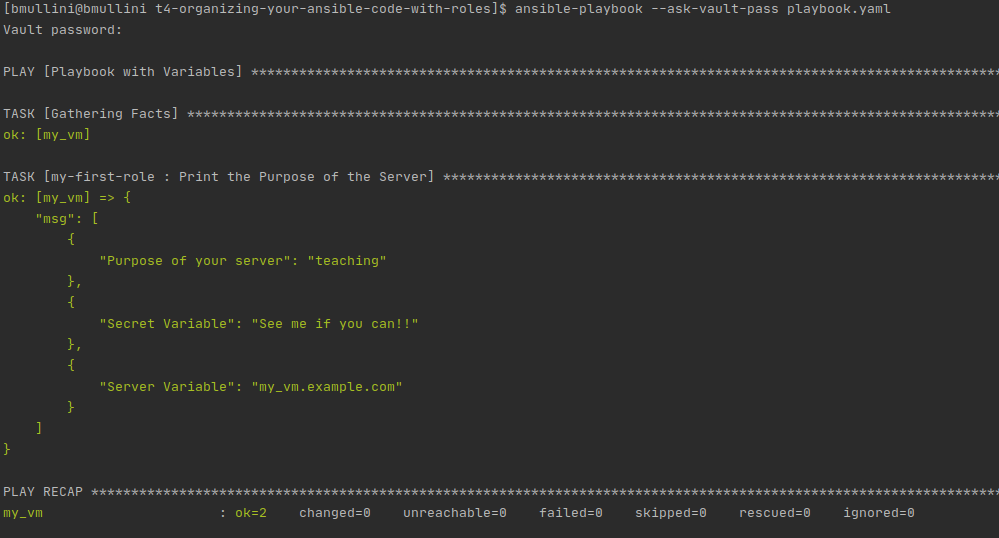 [bmullini@bmullini t4-organizing-your-ansible-code-with-roles]$ ansible-playbook --ask-vault-pass playbook.yaml
Vault password:
PLAY [Playbook with Variables] **********************************************************************************************
TASK [Gathering Facts] ******************************************************************************************************
ok: [my_vm]
TASK [my-first-role : Print the Purpose of the Server] **********************************************************************
ok: [my_vm] => {
    "msg": [
        {
            "Purpose of your server": "teaching"
        },
        {
            "Secret Variable": "See me if you can!!"
        },
        {
            "Server Variable": "my_vm.example.com"
        }
    ]
}
PLAY RECAP ******************************************************************************************************************
my_vm                      : ok=2    changed=0    unreachable=0    failed=0    skipped=0    rescued=0    ignored=0